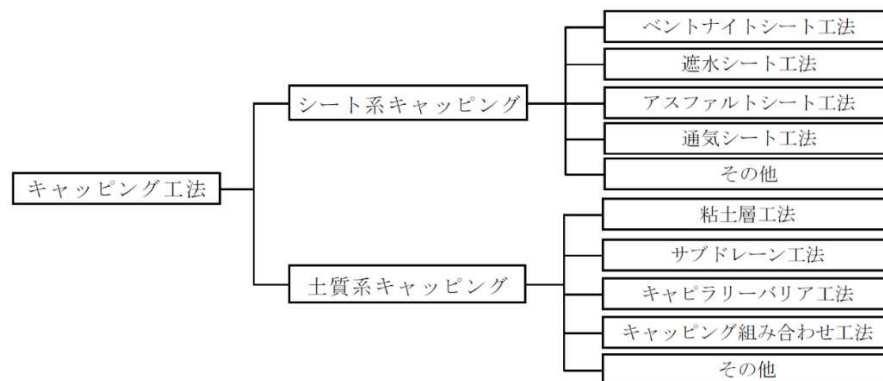 キャッピング工法
シート系キャッピング
ベントナイトシート工法
遮水シート工法
アスファルトシート工法
通気シート工法
その他
土質系キャッピング
粘土層工法
サブドレーン工法
キャピラリーバリア工法
キャッピング組み合わせ工法
その他